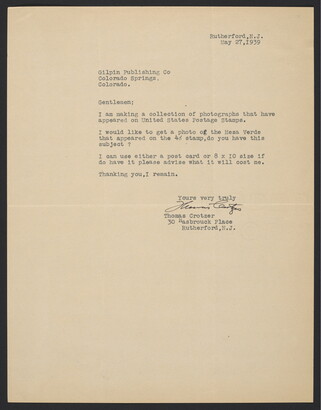 Rutherford,N.J.
May 27,1939
Gilpin Publishing Co
Colorado Springs.
Colorado.
Gentlemen;
I am making a collection of photographs that have
appeared on United States Postage Stamps.
I would like to get a photo of the Mesa Verde
that appeared on the 4¢ stamp,do you have this
subject ?
I can use either a post card or 8 x 10 size if
do have it please advise what it will cost me.
Thanking you,I remain.
Yours very truly
Thomas Crotzer
Thomas Crotzer
30 Hasbrouck Place
Rutherford,N.J.